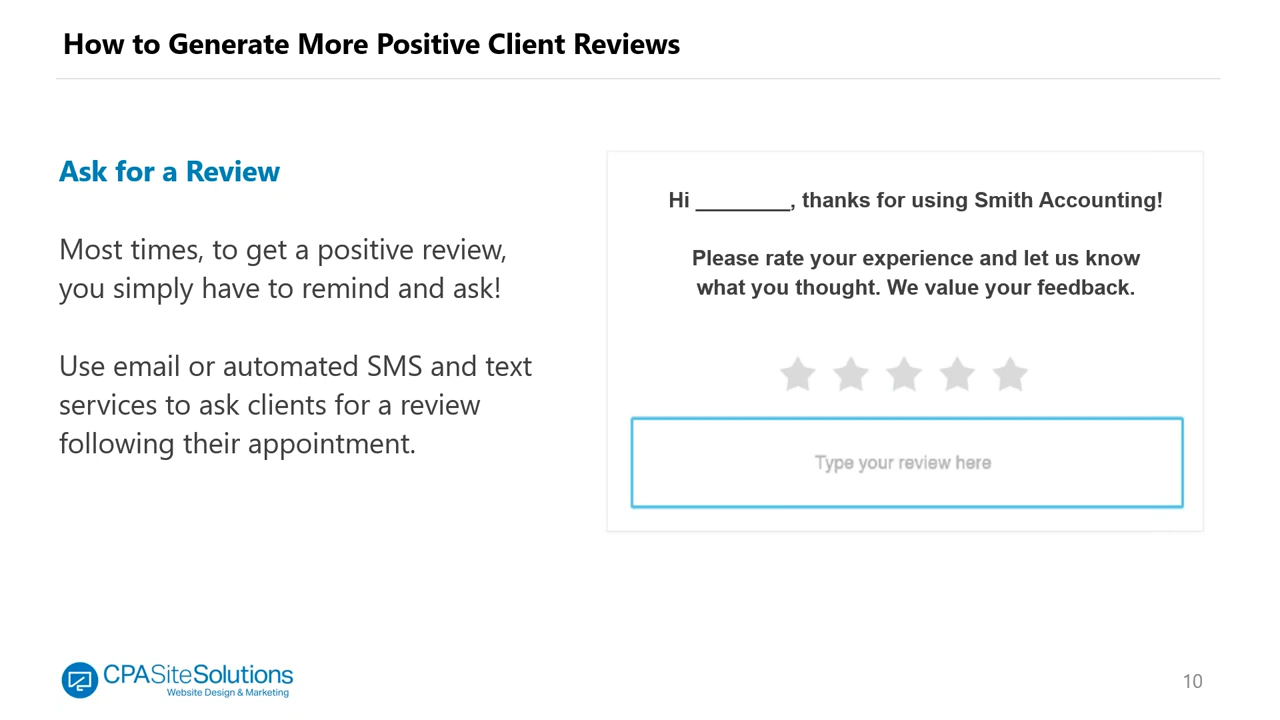 How to Generate More Positive Client Reviews
Ask for a Review
Most times, to get a positive review,
you simply have to remind and ask!
Use email or automated SMS and text
services to ask clients for a review
following their appointment.
Hi ________, thanks for using Smith Accounting!
Please rate your experience and let us know
what you thought. We value your feedback.
Type your review here
CPASiteSolutions
Website Design & Marketing
10